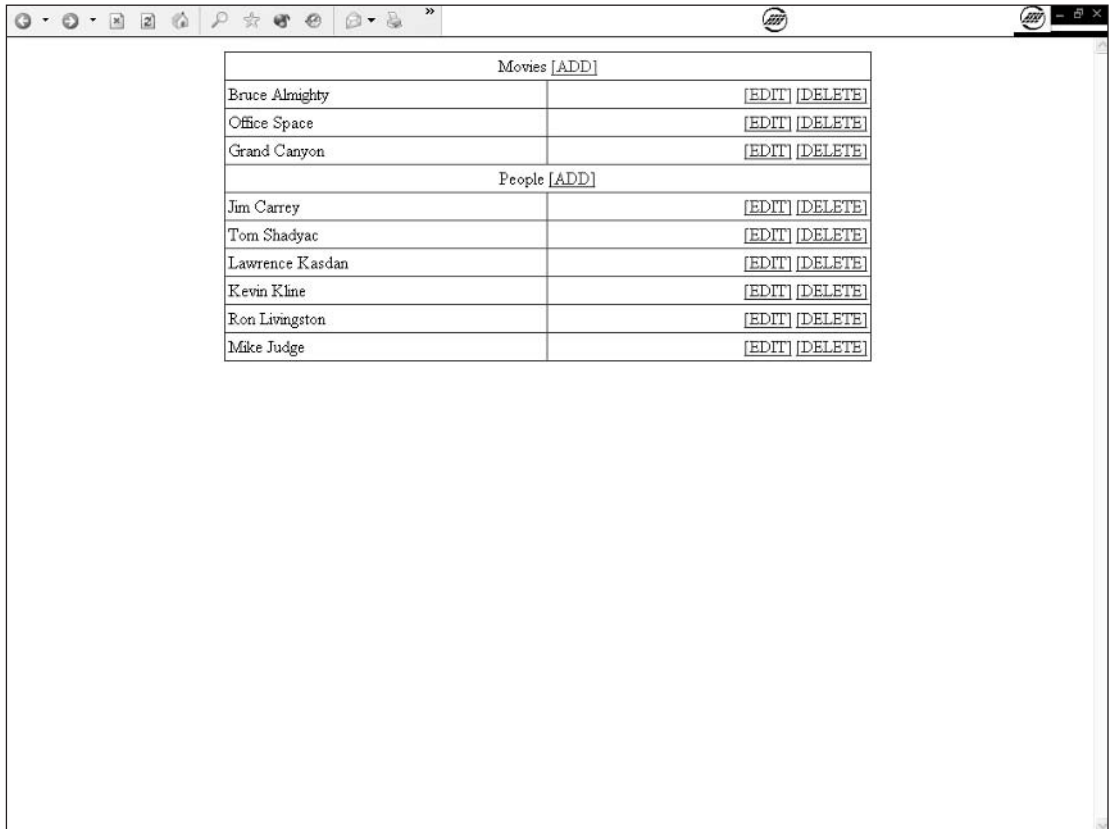 »
Movies [ADD]
Bruce Almighty [EDIT] [DELETE]
Office Space [EDIT] [DELETE]
Grand Canyon [EDIT] [DELETE]
People [ADD]
Jim Carrey [EDIT] [DELETE]
Tom Shadyac [EDIT] [DELETE]
Lawrence Kasdan [EDIT] [DELETE]
Kevin Kline [EDIT] [DELETE]
Ron Livingston [EDIT] [DELETE]
Mike Judge [EDIT] [DELETE]